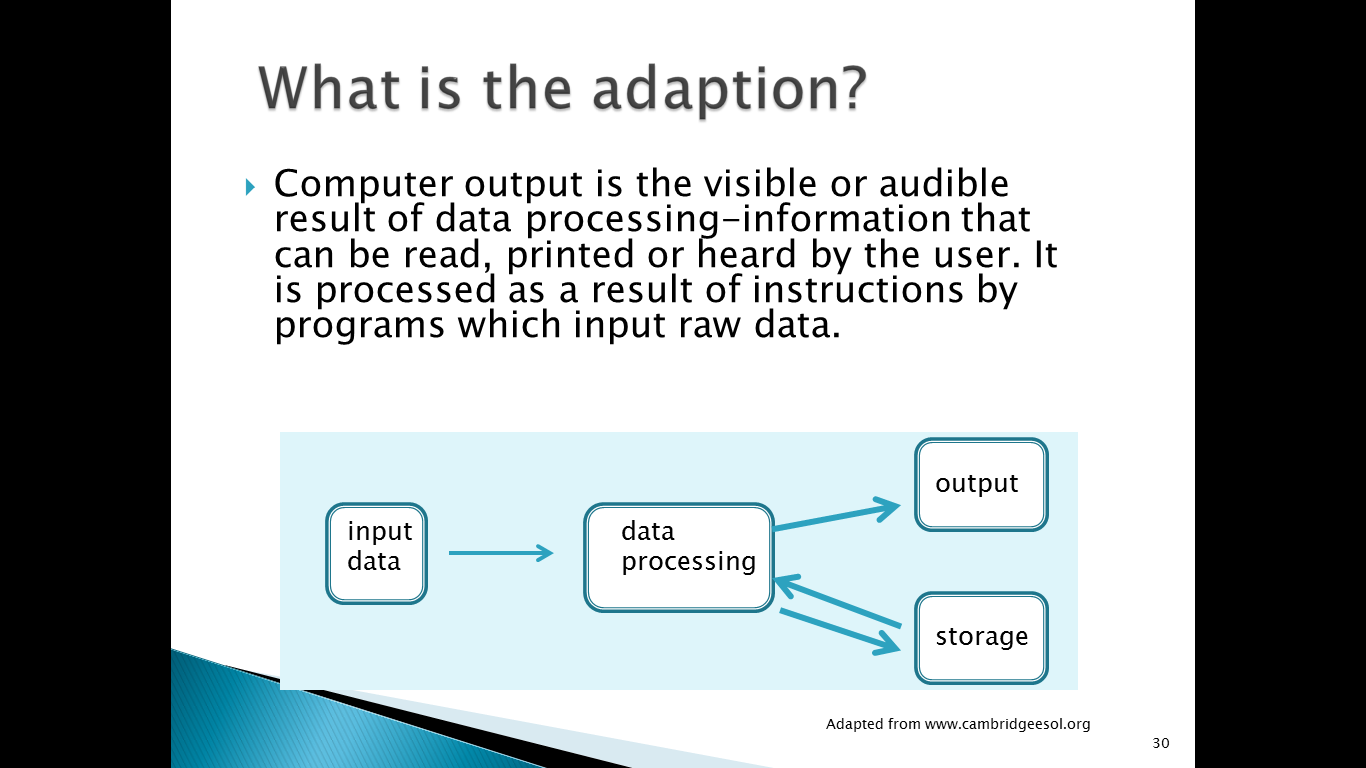 What is the adaption?
Computer output is the visible or audible
result of data processing-information that
can be read, printed or heard by the user. It
is processed as a result of instructions by
programs which input raw data.
output
input
data
data
processing
storage
Adapted from www.cambridgeesol.org
30